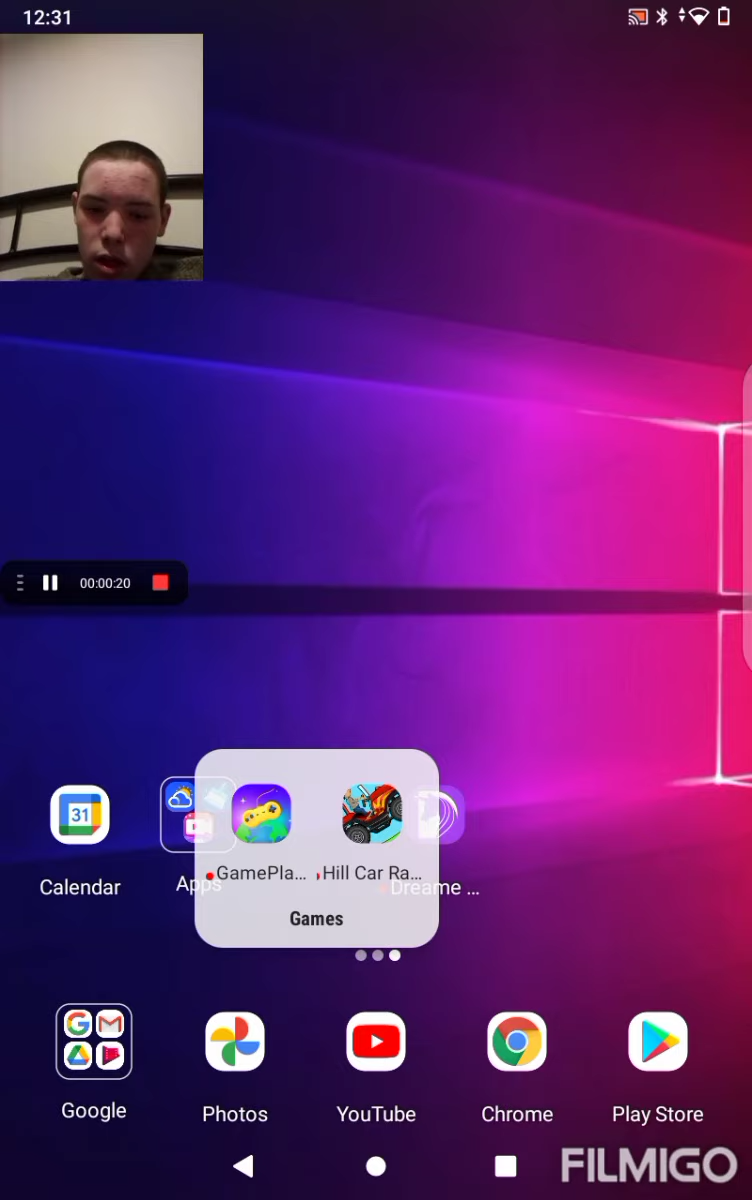 12:31
00:00:20
31
Calendar
Apps
GamePla...
Hill Car Ra...
Dreame ...
Games
Google
Photos
YouTube
Chrome
Play Store
FILMIGO